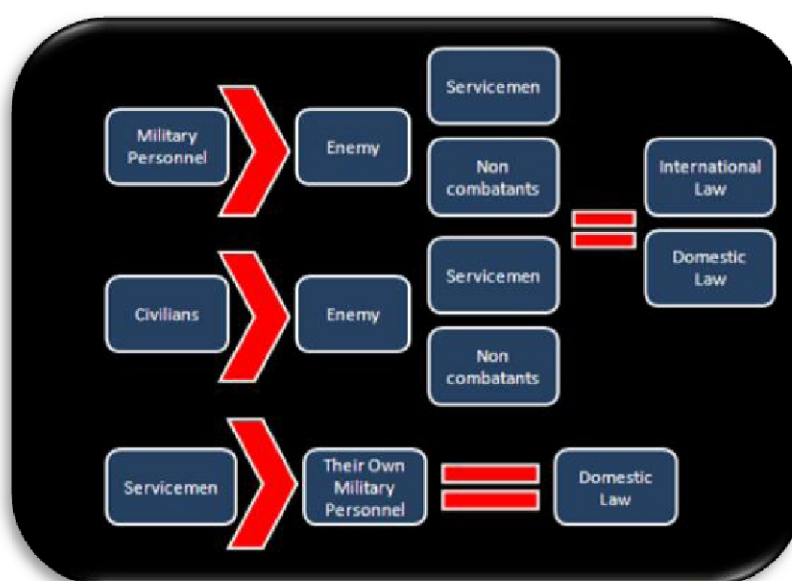 Servicemen
Military
Personnel
Enemy
Non
combatants
International
Law
Servicemen
Domestic
Law
Civilians
Enemy
Non
combatants
Servicemen
Their Own
Military
Personnel
Domestic
Law